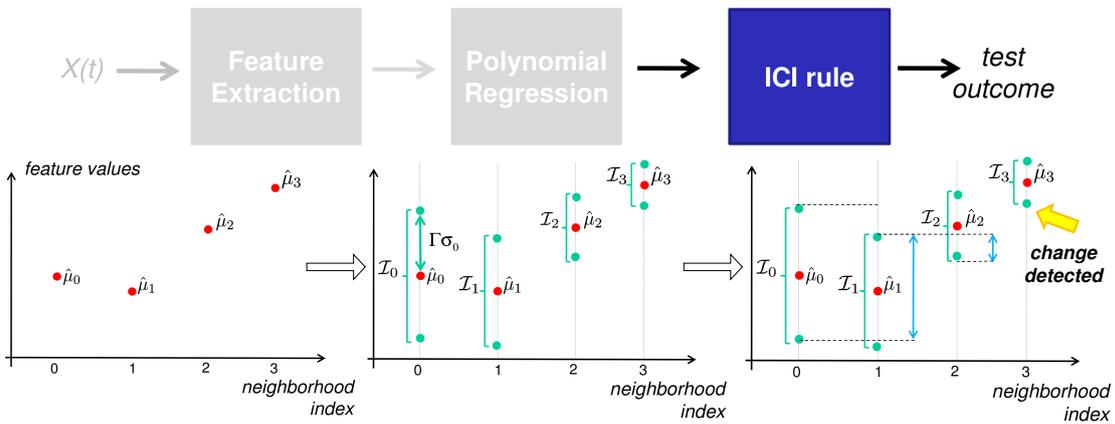 X(t)
Feature
Extraction
Polynomial
Regression
ICI rule
test
outcome
feature values
μ̂₀
μ̂₁
μ̂₂
μ̂₃
0 1 2 3
neighborhood
index
Γσ₀
ℐ₀ μ̂₀
ℐ₁ μ̂₁
ℐ₂ μ̂₂
ℐ₃ μ̂₃
0 1 2 3
neighborhood
index
ℐ₀ μ̂₀
ℐ₁ μ̂₁
ℐ₂ μ̂₂
ℐ₃ μ̂₃
change
detected
0 1 2 3
neighborhood
index